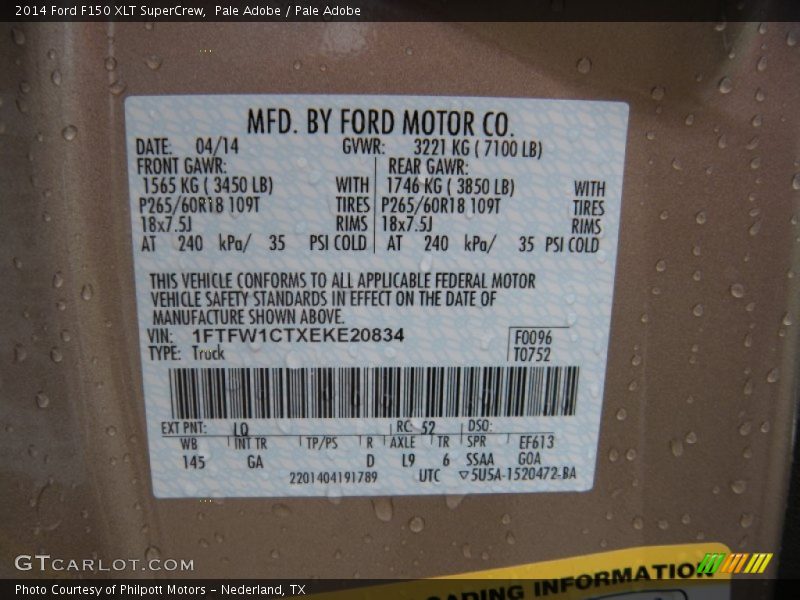 2014 Ford F150 XLT SuperCrew,  Pale Adobe / Pale Adobe
MFD. BY FORD MOTOR CO.
DATE: 04/14 GVWR: 3221 KG ( 7100 LB)
FRONT GAWR: REAR GAWR:
1565 KG ( 3450 LB) WITH 1746 KG ( 3850 LB) WITH
P265/60R18 109T TIRES P265/60R18 109T TIRES
18x7.5J RIMS 18x7.5J RIMS
AT 240 kPa/ 35 PSI COLD AT 240 kPa/ 35 PSI COLD
THIS VEHICLE CONFORMS TO ALL APPLICABLE FEDERAL MOTOR
VEHICLE SAFETY STANDARDS IN EFFECT ON THE DATE OF
MANUFACTURE SHOWN ABOVE.
VIN: 1FTFW1CTXEKE20834 F0096
TYPE: Truck T0752
EXT PNT: LQ RC: 52 DSO:
WB INT TR TP/PS R AXLE TR SPR EF613
145 GA D L9 6 SSAA GOA
2201404191789 UTC 5U5A-1520472-BA
GTCARLOT.COM
OADING INFORMATION
Photo Courtesy of Philpott Motors – Nederland, TX